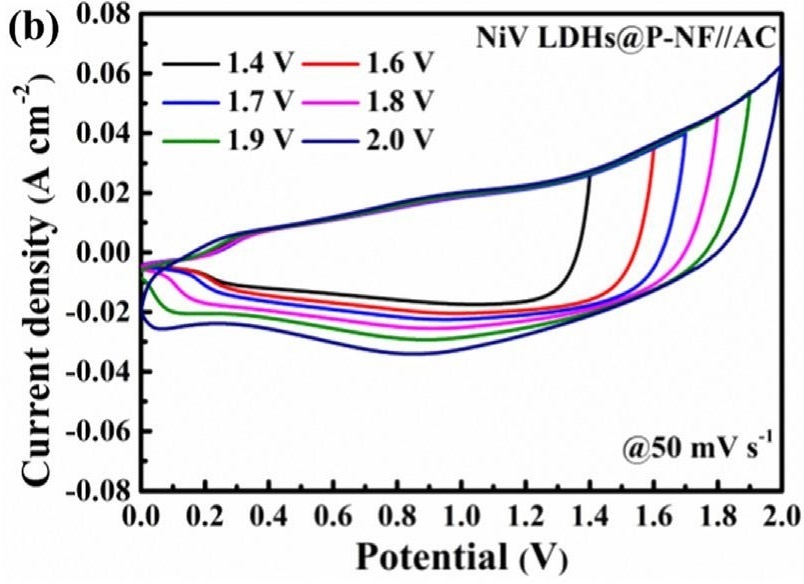 (b)
NiV LDHs@P-NF//AC
1.4 V 1.6 V
1.7 V 1.8 V
1.9 V 2.0 V
@50 mV s⁻¹
Current density (A cm⁻²)
0.08
0.06
0.04
0.02
0.00
-0.02
-0.04
-0.06
-0.08
0.0 0.2 0.4 0.6 0.8 1.0 1.2 1.4 1.6 1.8 2.0
Potential (V)